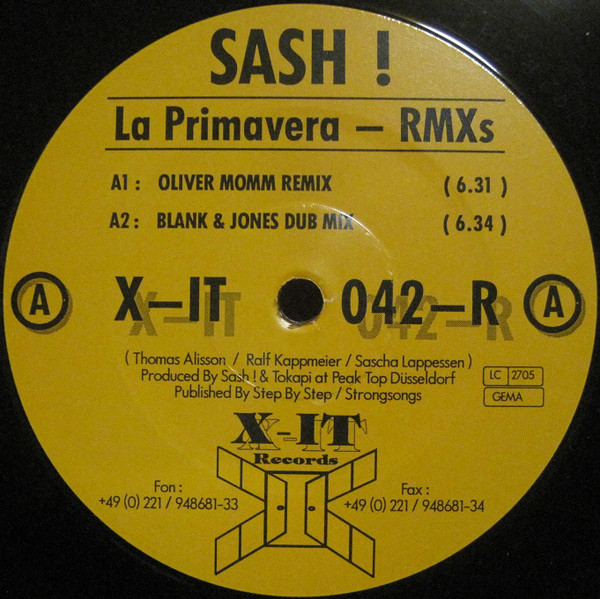 SASH !
La Primavera – RMXs
A1 : OLIVER MOMM REMIX ( 6.31 )
A2 : BLANK & JONES DUB MIX ( 6.34 )
A X–IT 042–R A
( Thomas Alisson / Ralf Kappmeier / Sascha Lappessen )
Produced By Sash ! & Tokapi at Peak Top Düsseldorf
LC 2705
Published By Step By Step / Strongsongs
GEMA
X-IT
Records
Fon : Fax :
+49 (0) 221 / 948681-33 +49 (0) 221 / 948681-34